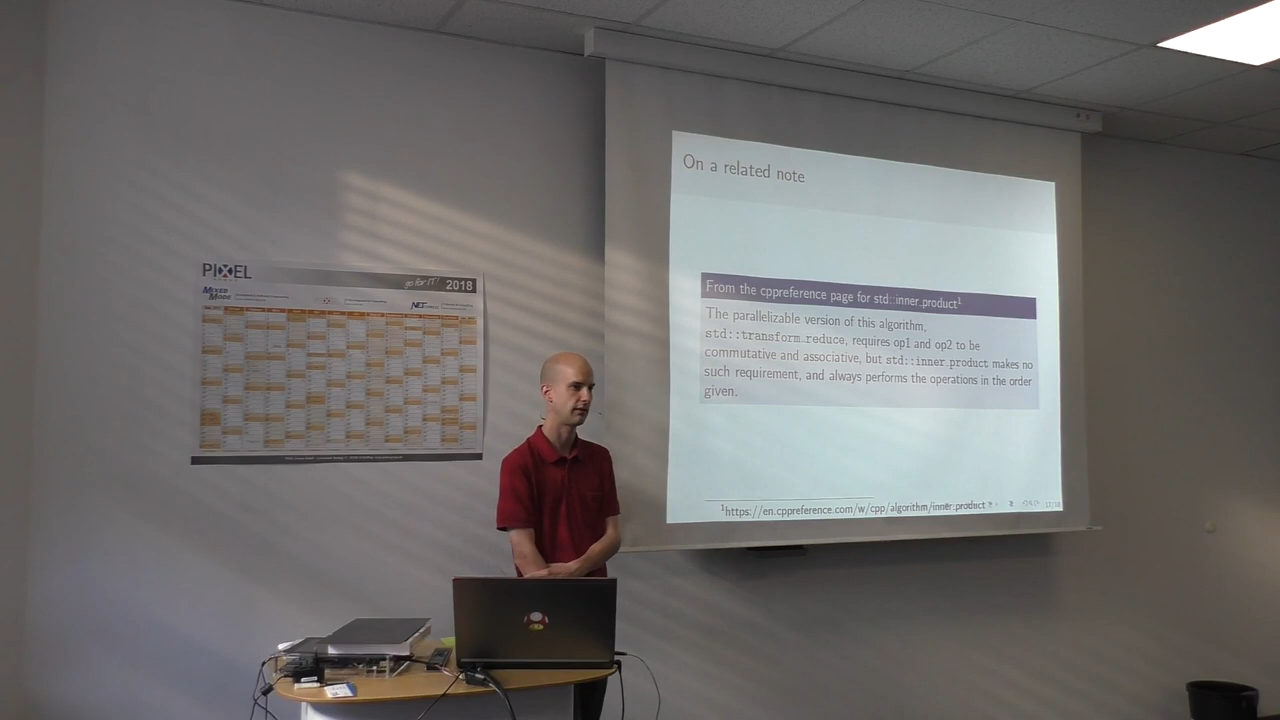 On a related note
From the cppreference page for std::inner_product¹
The parallelizable version of this algorithm,
std::transform_reduce, requires op1 and op2 to be
commutative and associative, but std::inner_product makes no
such requirement, and always performs the operations in the order
given.
¹https://en.cppreference.com/w/cpp/algorithm/inner_product
PIXEL
go for IT!
2018
MIXED
MODE